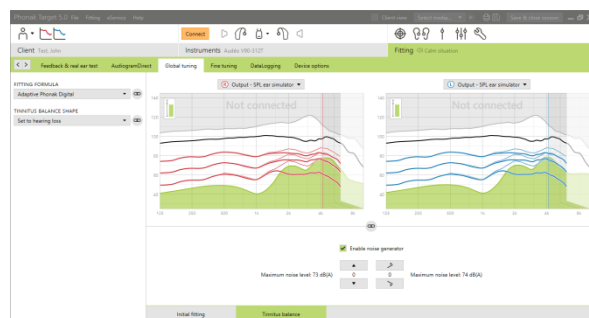 Phonak Target 5.0 File Fitting eService Help
Client view
Save & close session
Connect
Client Test, John
Instruments Audéo V90-312T
Fitting Calm situation
Feedback & real ear test AudiogramDirect Global tuning Fine tuning DataLogging Device options
FITTING FORMULA
Adaptive Phonak Digital
TINNITUS BALANCE SHAPE
Set to hearing loss
Output - SPL ear simulator
Output - SPL ear simulator
Not connected
Not connected
Enable noise generator
Maximum noise level: 73 dB(A)
0
0
Maximum noise level: 74 dB(A)
Initial fitting
Tinnitus balance